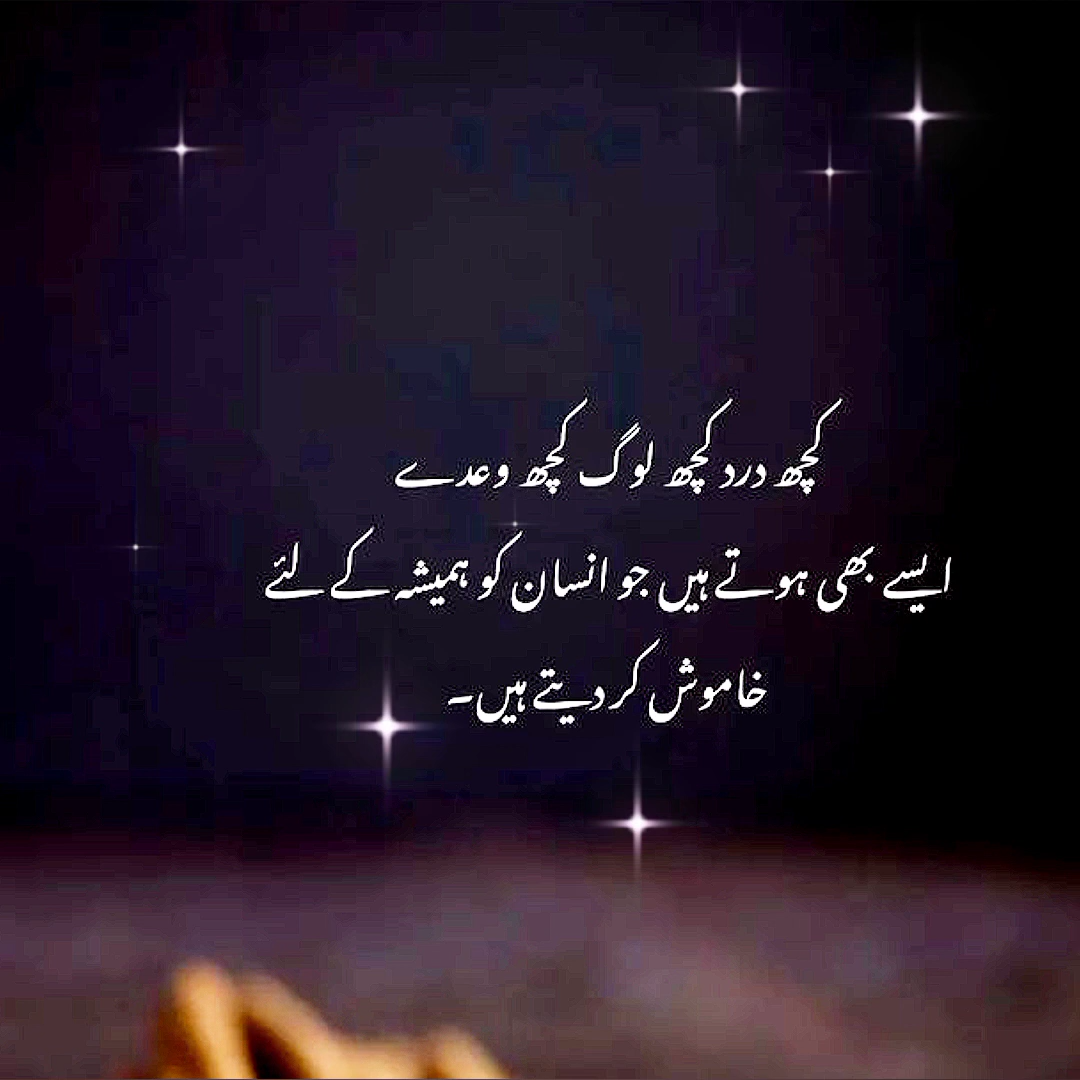 کچھ درد کچھ لوگ کچھ وعدے
ایسے بھی ہوتے ہیں جو انسان کو ہمیشہ کے لئے
خاموش کر دیتے ہیں۔